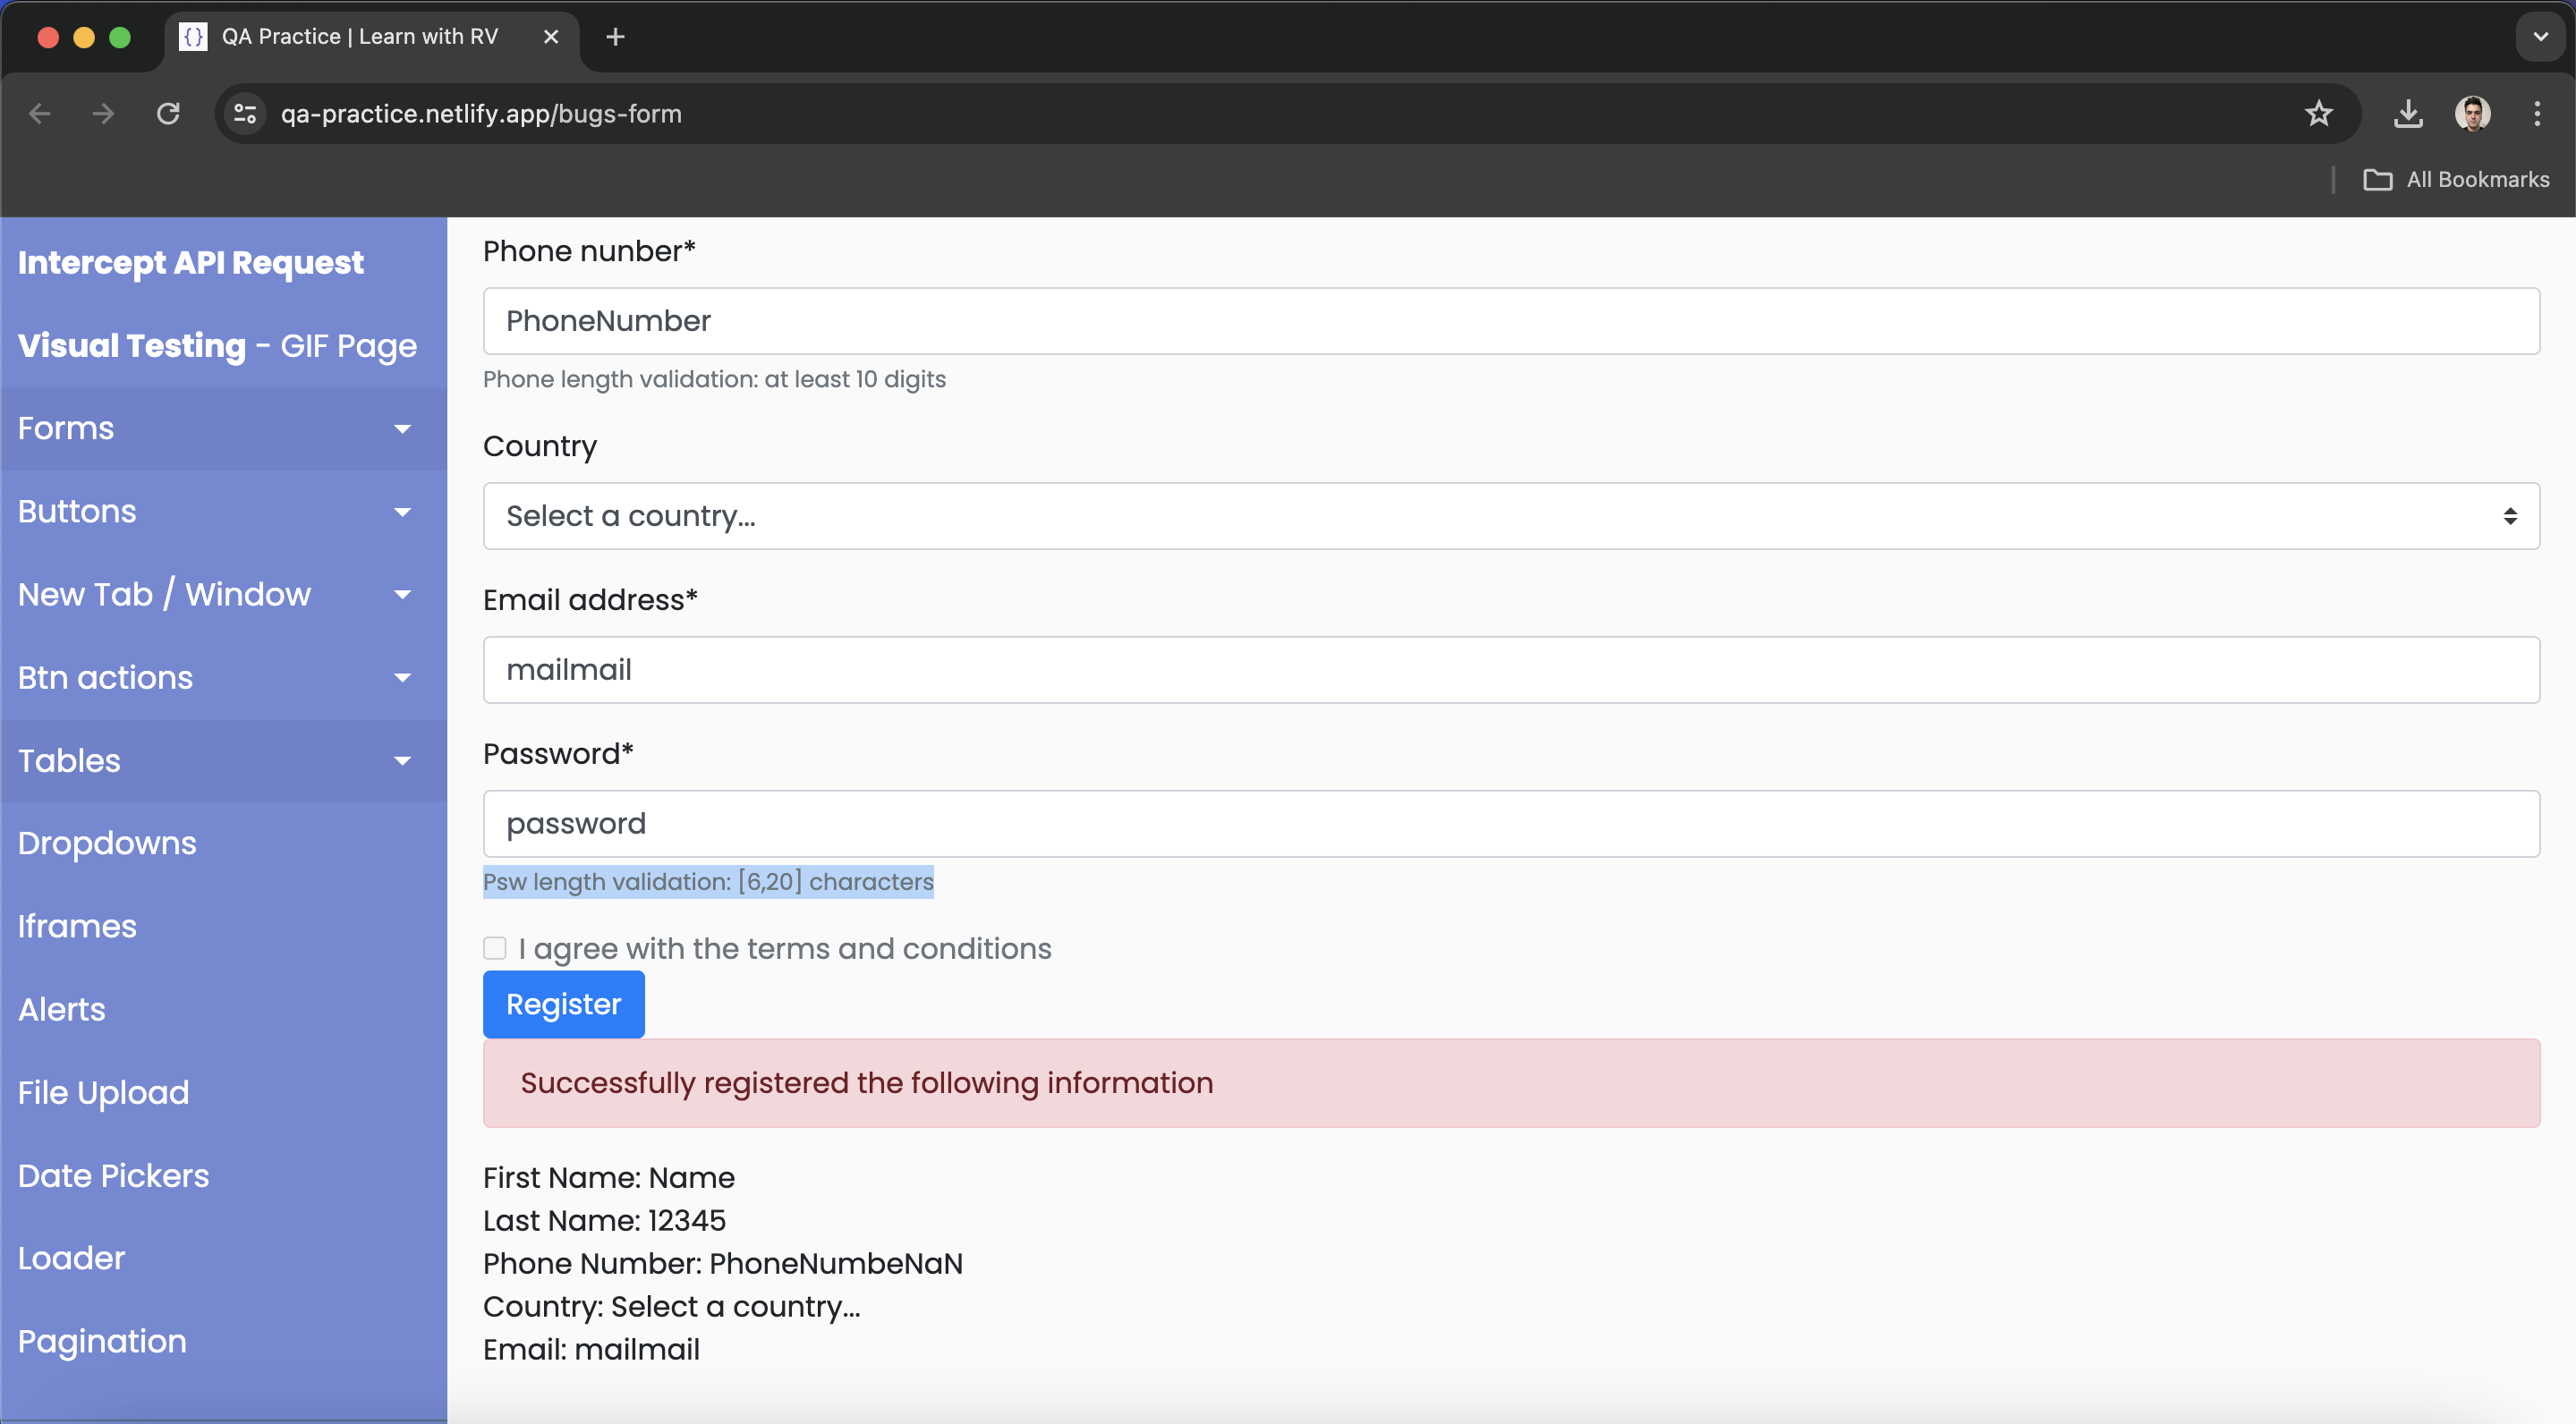 QA Practice | Learn with RV
qa-practice.netlify.app/bugs-form
All Bookmarks
Intercept API Request
Visual Testing - GIF Page
Forms
Buttons
New Tab / Window
Btn actions
Tables
Dropdowns
Iframes
Alerts
File Upload
Date Pickers
Loader
Pagination
Phone nunber*
PhoneNumber
Phone length validation: at least 10 digits
Country
Select a country...
Email address*
mailmail
Password*
password
Psw length validation: [6,20] characters
I agree with the terms and conditions
Register
Successfully registered the following information
First Name: Name
Last Name: 12345
Phone Number: PhoneNumbeNaN
Country: Select a country...
Email: mailmail